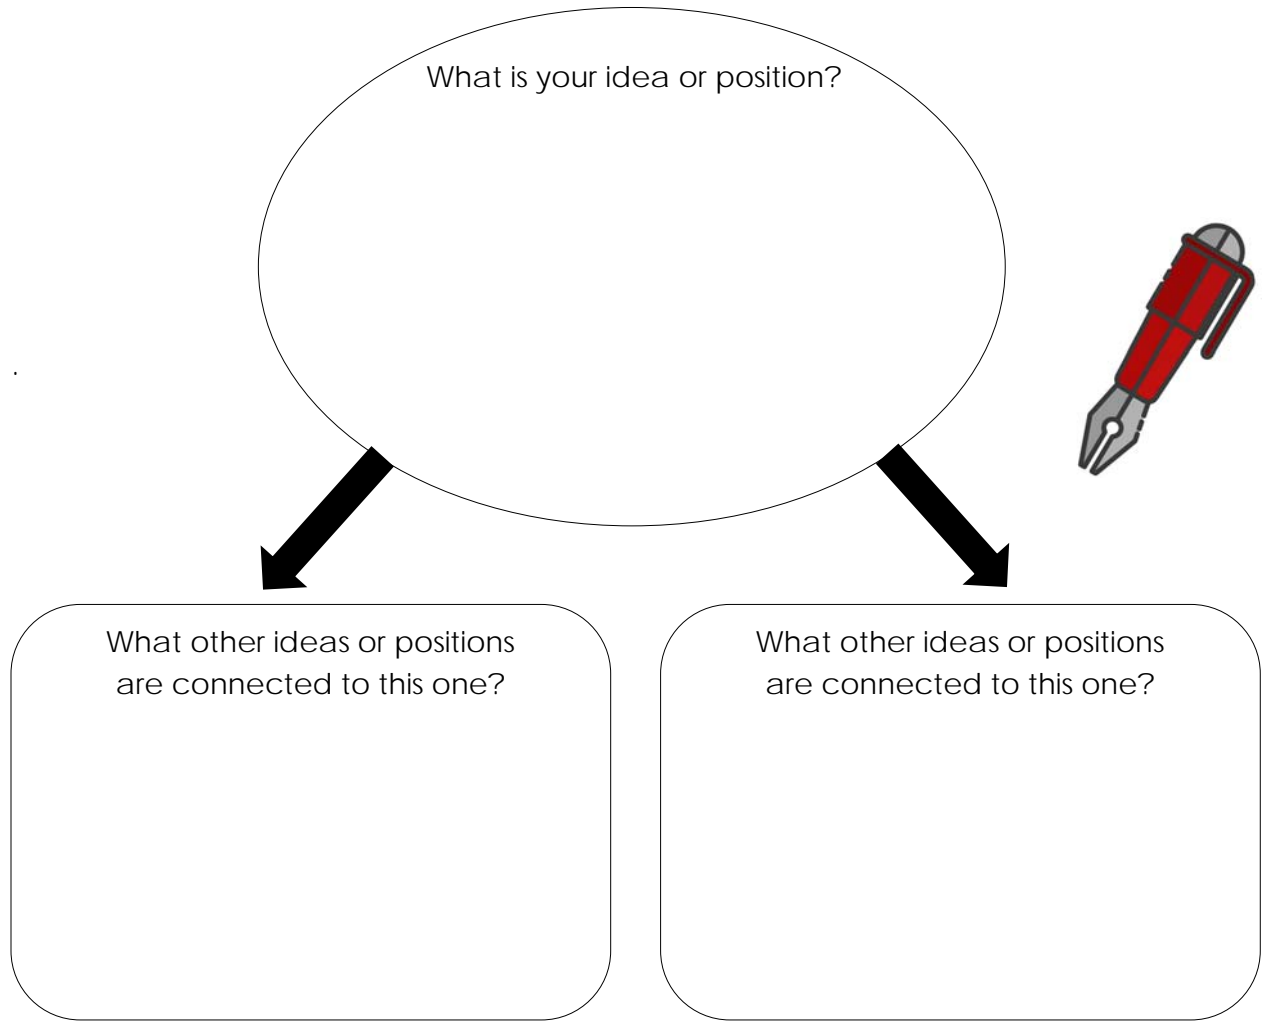 What is your idea or position?
What other ideas or positions
are connected to this one?
What other ideas or positions
are connected to this one?